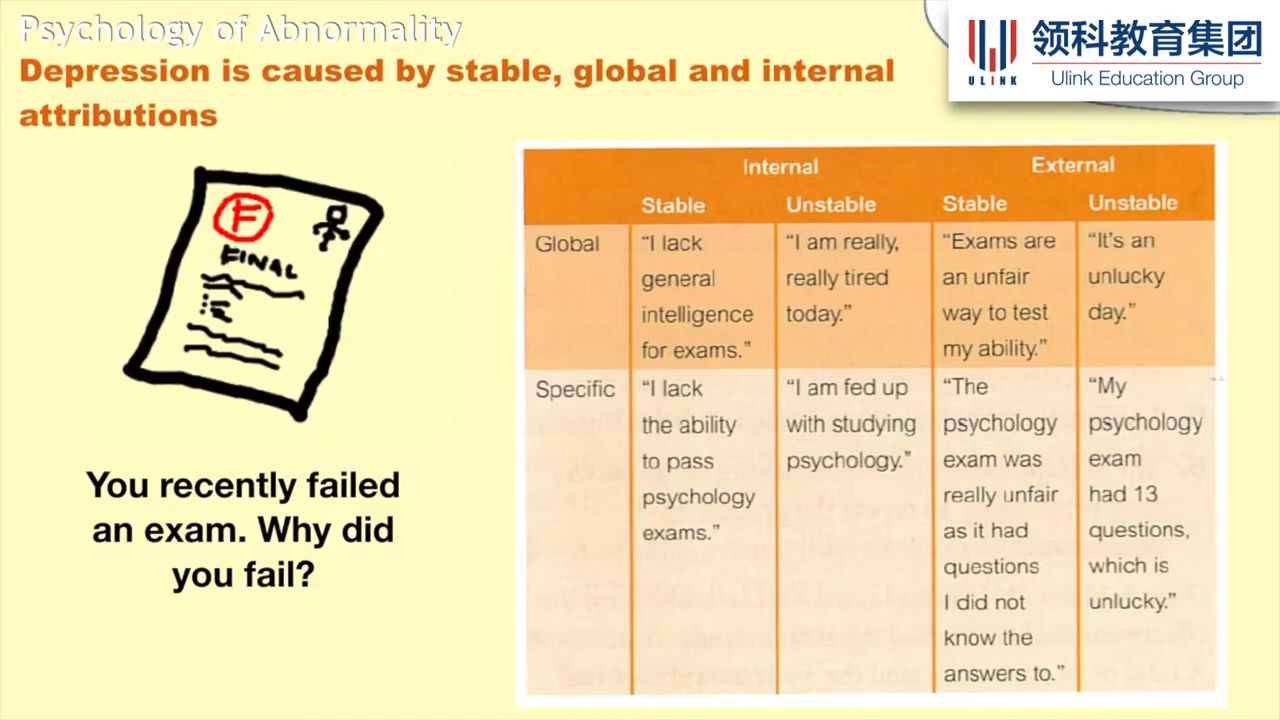 Psychology of Abnormality
Depression is caused by stable, global and internal
attributions
ULINK
领科教育集团
Ulink Education Group
F
FINAL
You recently failed
an exam. Why did
you fail?
Internal External
Stable Unstable Stable Unstable
Global
“I lack
general
intelligence
for exams.”
“I am really,
really tired
today.”
“Exams are
an unfair
way to test
my ability.”
“It’s an
unlucky
day.”
Specific
“I lack
the ability
to pass
psychology
exams.”
“I am fed up
with studying
psychology.”
“The
psychology
exam was
really unfair
as it had
questions
I did not
know the
answers to.”
“My
psychology
exam
had 13
questions,
which is
unlucky.”